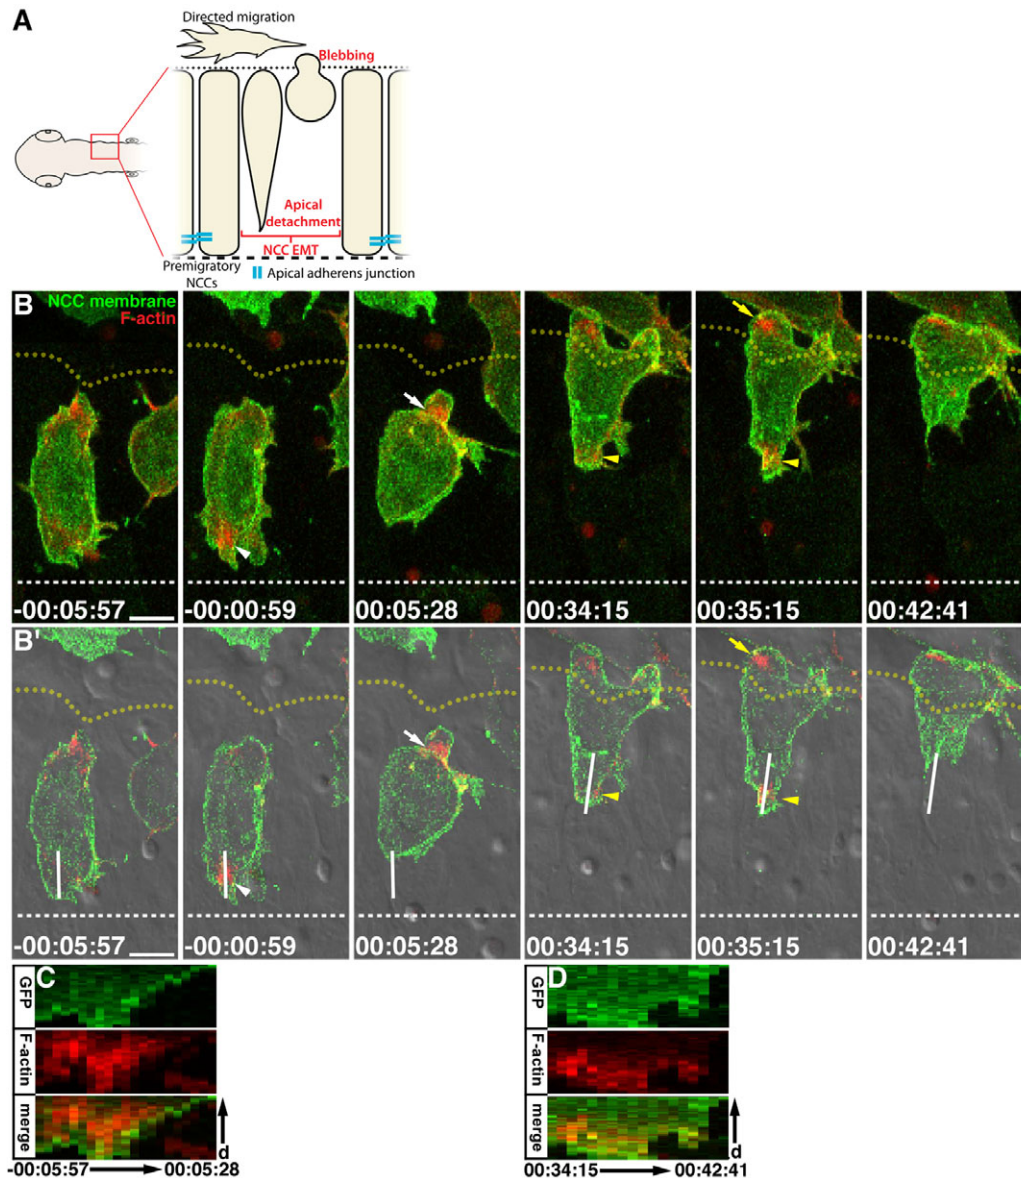 A
Directed migration
Blebbing
Apical
detachment
NCC EMT
Premigratory
NCCs
Apical adherens junction
B
NCC membrane
F-actin
-00:05:57
-00:00:59
00:05:28
00:34:15
00:35:15
00:42:41
B'
-00:05:57
-00:00:59
00:05:28
00:34:15
00:35:15
00:42:41
C
GFP
F-actin
merge
d
-00:05:57
00:05:28
D
GFP
F-actin
merge
d
00:34:15
00:42:41